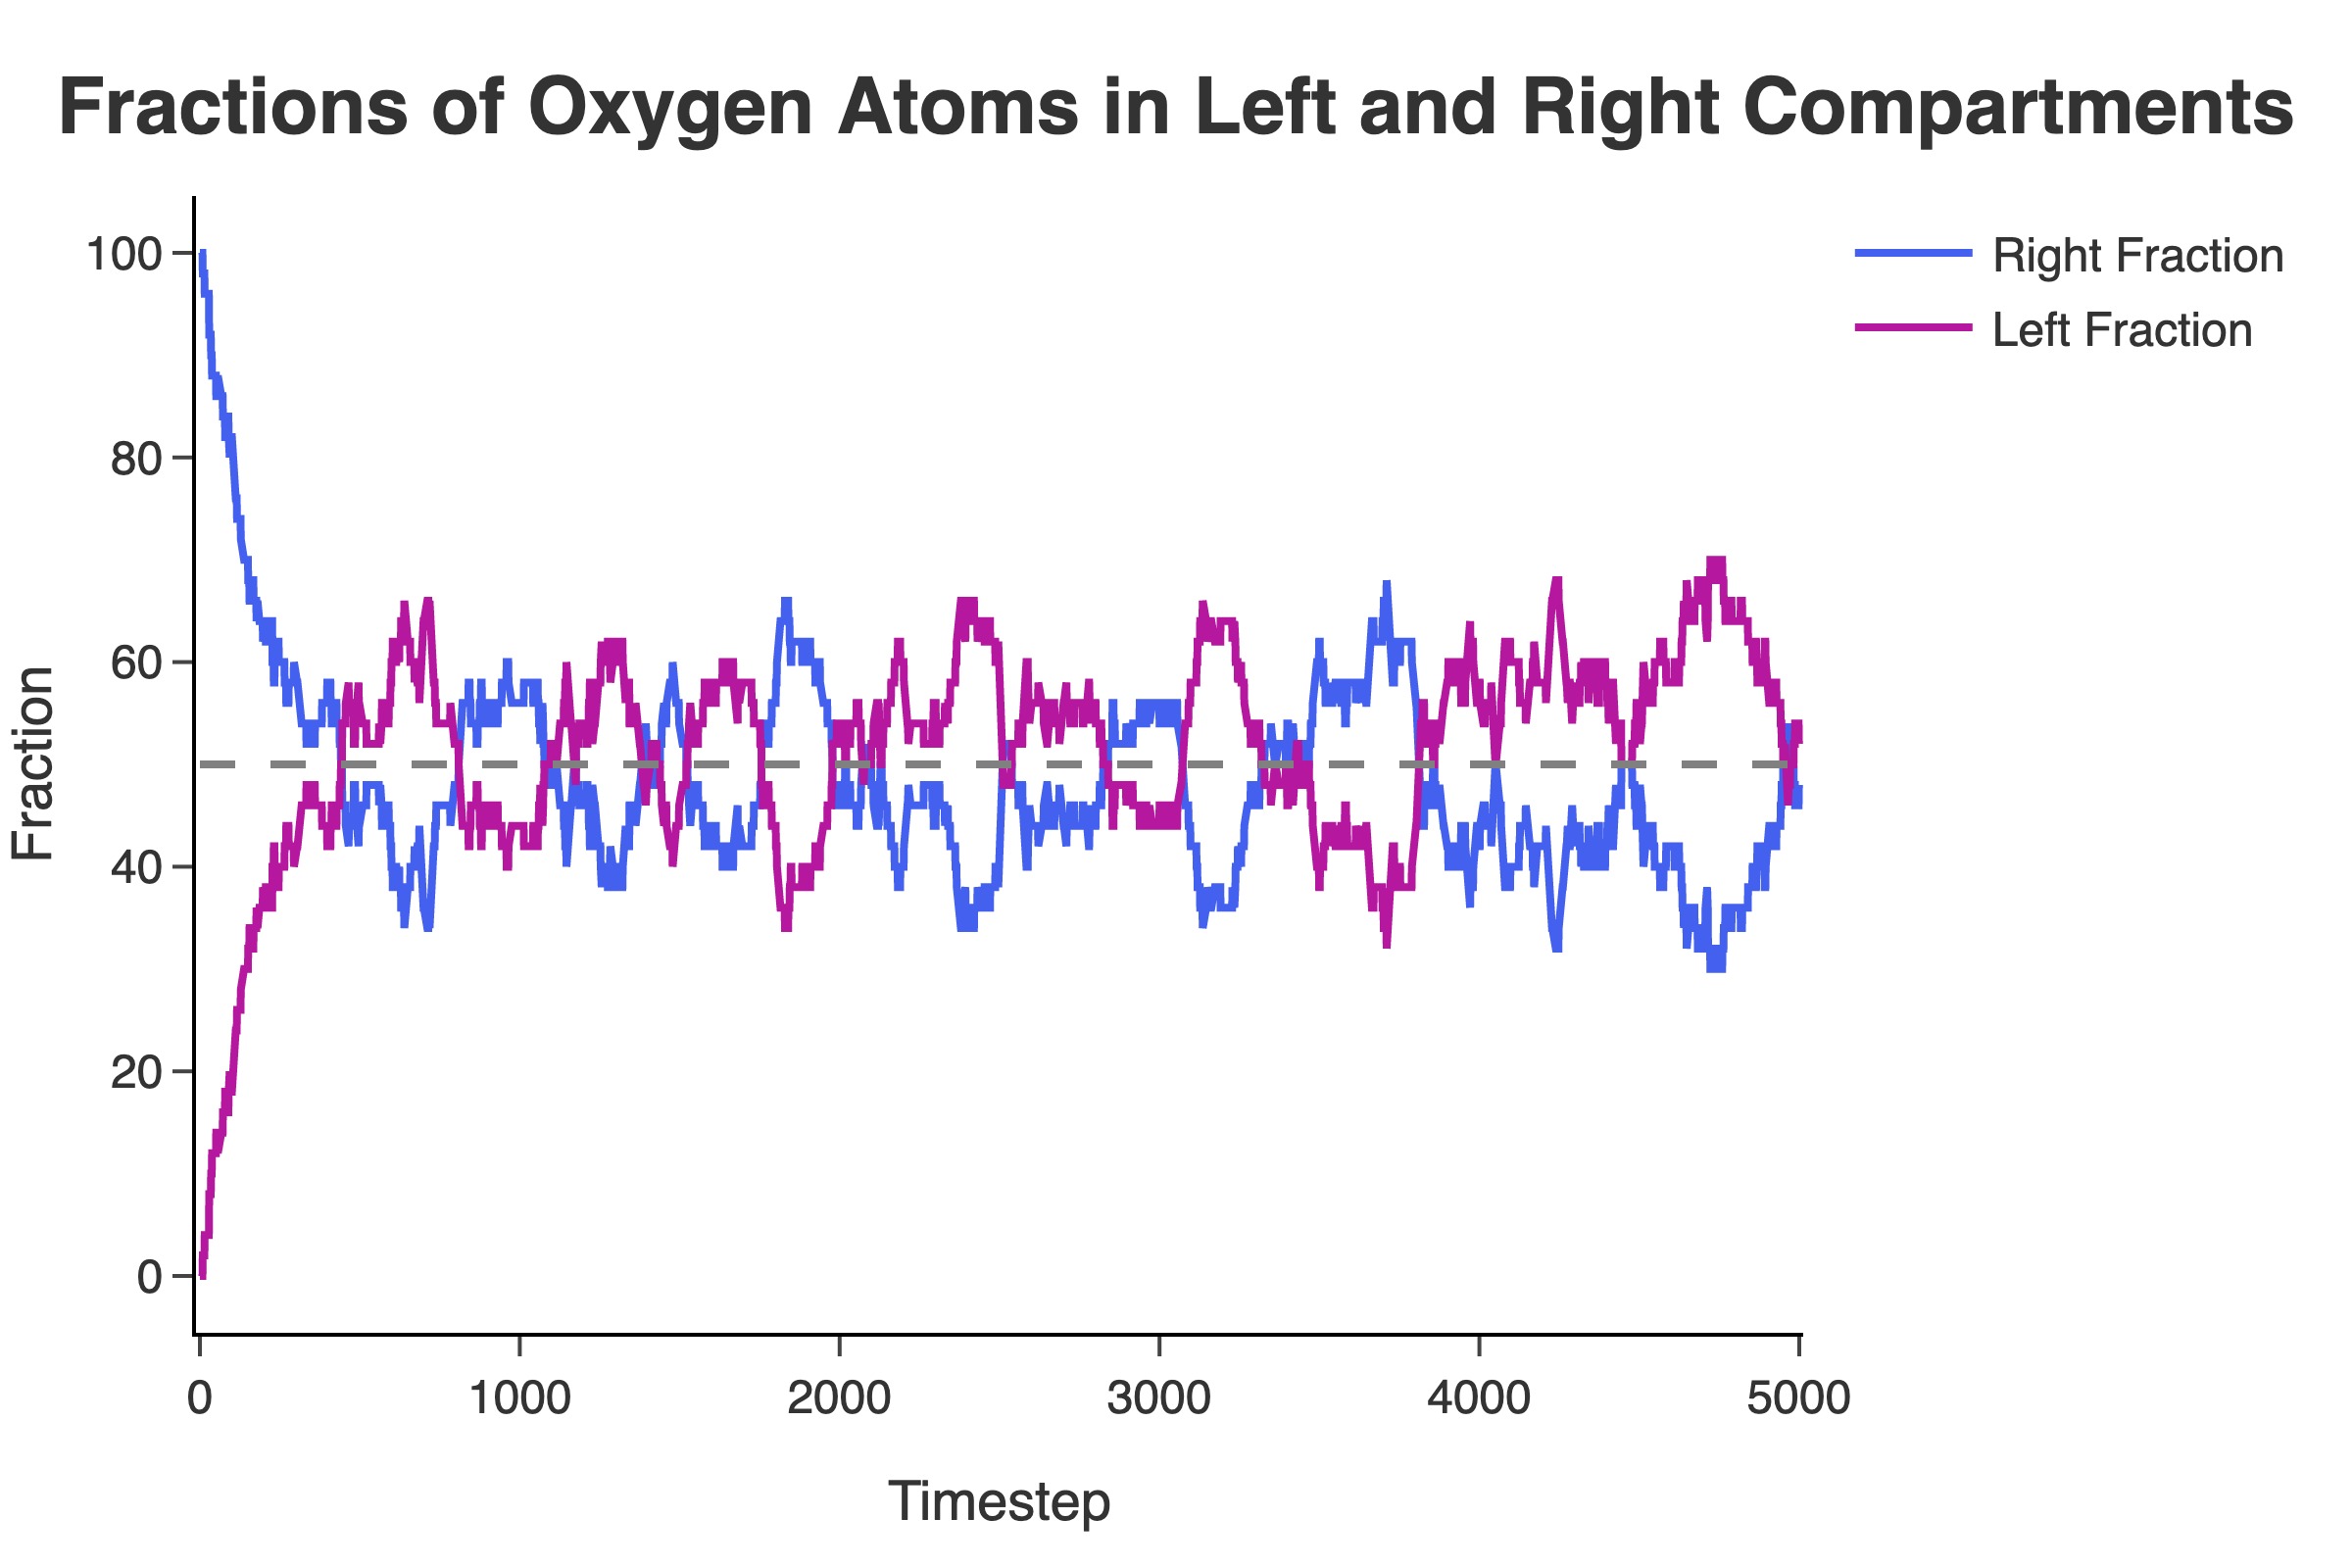 Fractions of Oxygen Atoms in Left and Right Compartments
Right Fraction
Left Fraction
100
80
60
40
20
0
Fraction
0 1000 2000 3000 4000 5000
Timestep